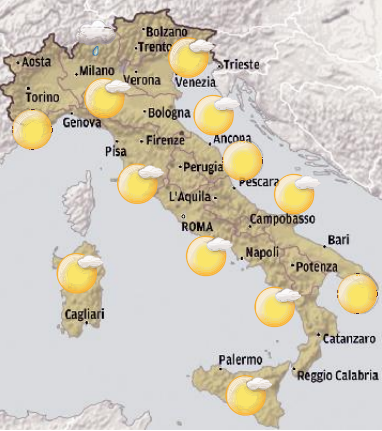 Bolzano
Trento
Aosta
Trieste
Milano
Verona
Venezia
Torino
Genova
Bologna
Pisa
Firenze
Ancona
Perugia
Pescara
L'Aquila
ROMA
Campobasso
Bari
Napoli
Potenza
Cagliari
Catanzaro
Palermo
Reggio Calabria